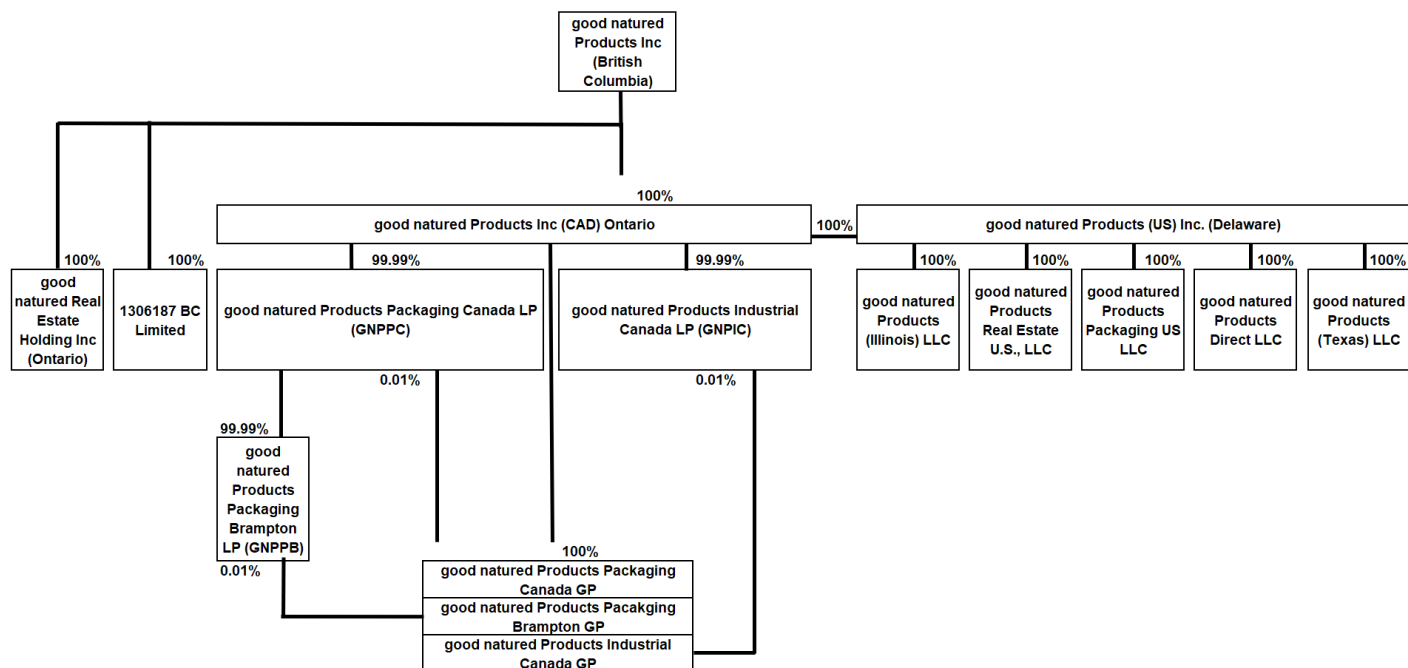 good natured
Products Inc
(British
Columbia)
100%
good natured Products Inc (CAD) Ontario
100%
good natured Products (US) Inc. (Delaware)
100%
good
natured Real
Estate
Holding Inc
(Ontario)
100%
1306187 BC
Limited
99.99%
good natured Products Packaging Canada LP
(GNPPC)
99.99%
good natured Products Industrial
Canada LP (GNPIC)
100%
good natured
Products
(Illinois) LLC
100%
good natured
Products
Real Estate
U.S., LLC
100%
good natured
Products
Packaging US
LLC
100%
good natured
Products
Direct LLC
100%
good natured
Products
(Texas) LLC
0.01%
0.01%
99.99%
good
natured
Products
Packaging
Brampton
LP (GNPPB)
0.01%
100%
good natured Products Packaging
Canada GP
good natured Products Pacakging
Brampton GP
good natured Products Industrial
Canada GP